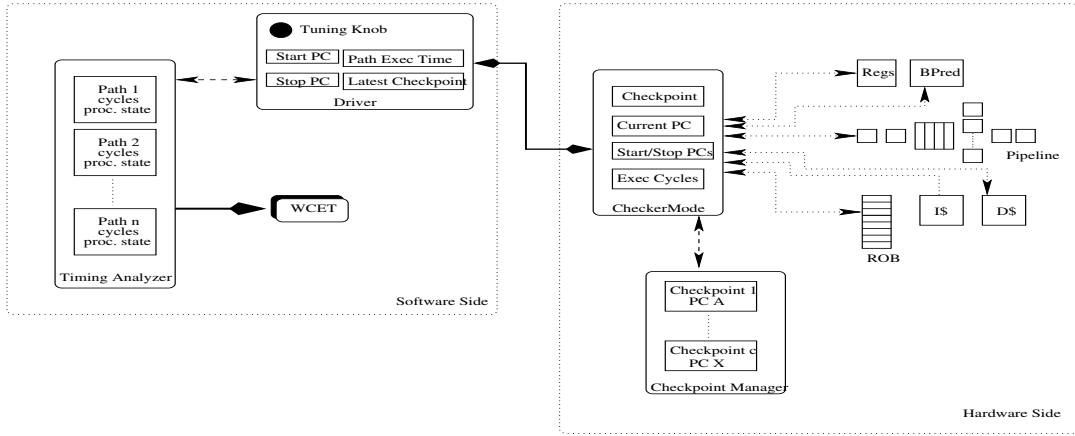 Tuning Knob
Start PC
Path Exec Time
Stop PC
Latest Checkpoint
Driver
Path 1
cycles
proc. state
Path 2
cycles
proc. state
Path n
cycles
proc. state
Timing Analyzer
WCET
Software Side
Checkpoint
Current PC
Start/Stop PCs
Exec Cycles
CheckerMode
Regs
BPred
Pipeline
I$
D$
ROB
Checkpoint 1
PC A
Checkpoint c
PC X
Checkpoint Manager
Hardware Side